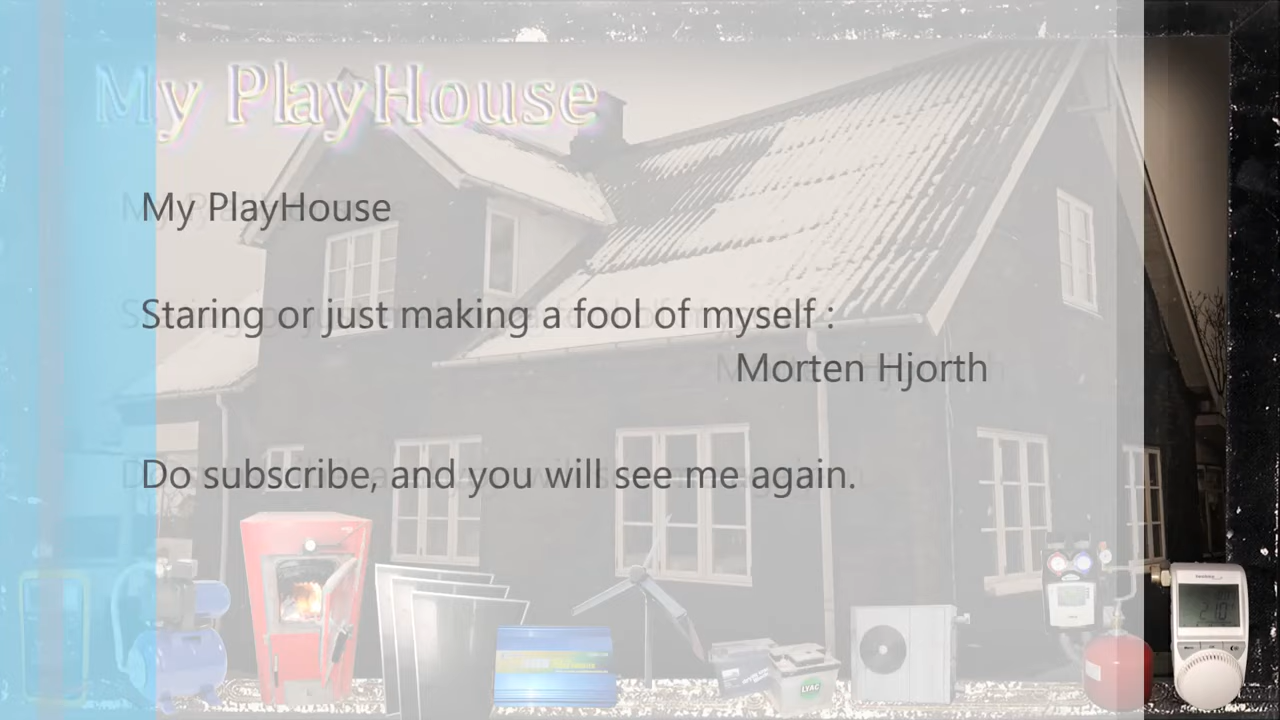 My PlayHouse
My PlayHouse
Staring or just making a fool of myself :
Morten Hjorth
Do subscribe, and you will see me again.
LYAC